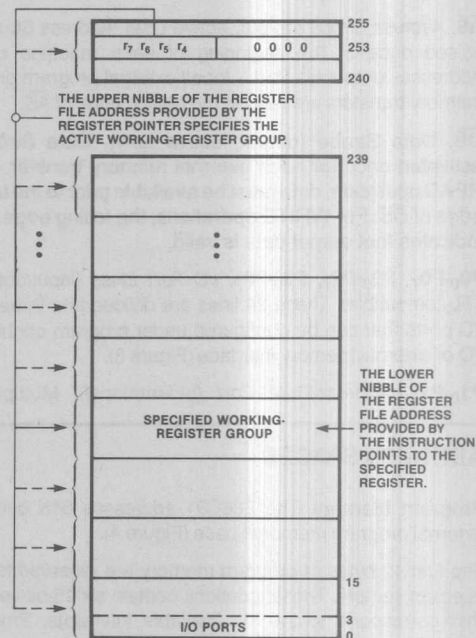 255
r7 r6 r5 r4 0 0 0 0 253
240
THE UPPER NIBBLE OF THE REGISTER
FILE ADDRESS PROVIDED BY THE
REGISTER POINTER SPECIFIES THE
ACTIVE WORKING-REGISTER GROUP.
239
SPECIFIED WORKING-
REGISTER GROUP
THE LOWER
NIBBLE OF
THE REGISTER
FILE ADDRESS
PROVIDED BY
THE INSTRUCTION
POINTS TO THE
SPECIFIED
REGISTER.
15
3
I/O PORTS
0